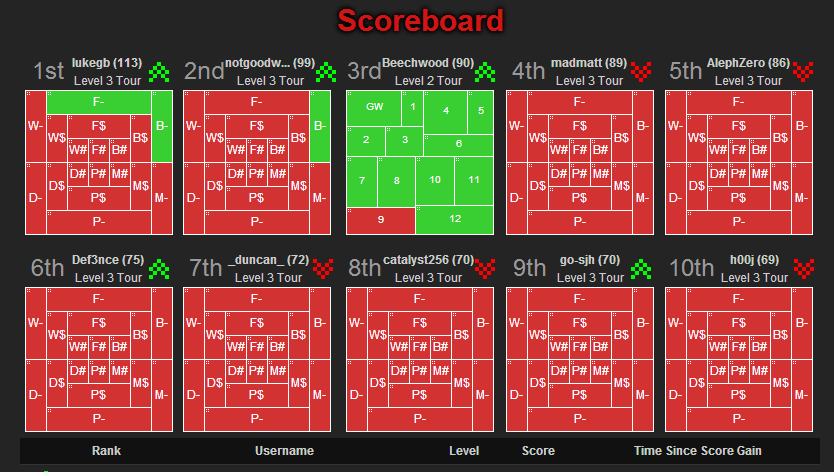 Scoreboard
1st lukegb (113)
Level 3 Tour
F-
W- B-
W$ F$ B$
W# F# B#
D# P# M#
D- D$ M$ M-
P$
P-
2nd notgoodw... (99)
Level 3 Tour
F-
W- B-
W$ F$ B$
W# F# B#
D# P# M#
D- D$ M$ M-
P$
P-
3rd Beechwood (90)
Level 2 Tour
GW 1 4 5
2 3 6
7 8 10 11
9 12
4th madmatt (89)
Level 3 Tour
F-
W- B-
W$ F$ B$
W# F# B#
D# P# M#
D- D$ M$ M-
P$
P-
5th AlephZero (86)
Level 3 Tour
F-
W- B-
W$ F$ B$
W# F# B#
D# P# M#
D- D$ M$ M-
P$
P-
6th Def3nce (75)
Level 3 Tour
F-
W- B-
W$ F$ B$
W# F# B#
D# P# M#
D- D$ M$ M-
P$
P-
7th _duncan_ (72)
Level 3 Tour
F-
W- B-
W$ F$ B$
W# F# B#
D# P# M#
D- D$ M$ M-
P$
P-
8th catalyst256 (70)
Level 3 Tour
F-
W- B-
W$ F$ B$
W# F# B#
D# P# M#
D- D$ M$ M-
P$
P-
9th go-sjh (70)
Level 3 Tour
F-
W- B-
W$ F$ B$
W# F# B#
D# P# M#
D- D$ M$ M-
P$
P-
10th h00j (69)
Level 3 Tour
F-
W- B-
W$ F$ B$
W# F# B#
D# P# M#
D- D$ M$ M-
P$
P-
Rank Username Level Score Time Since Score Gain